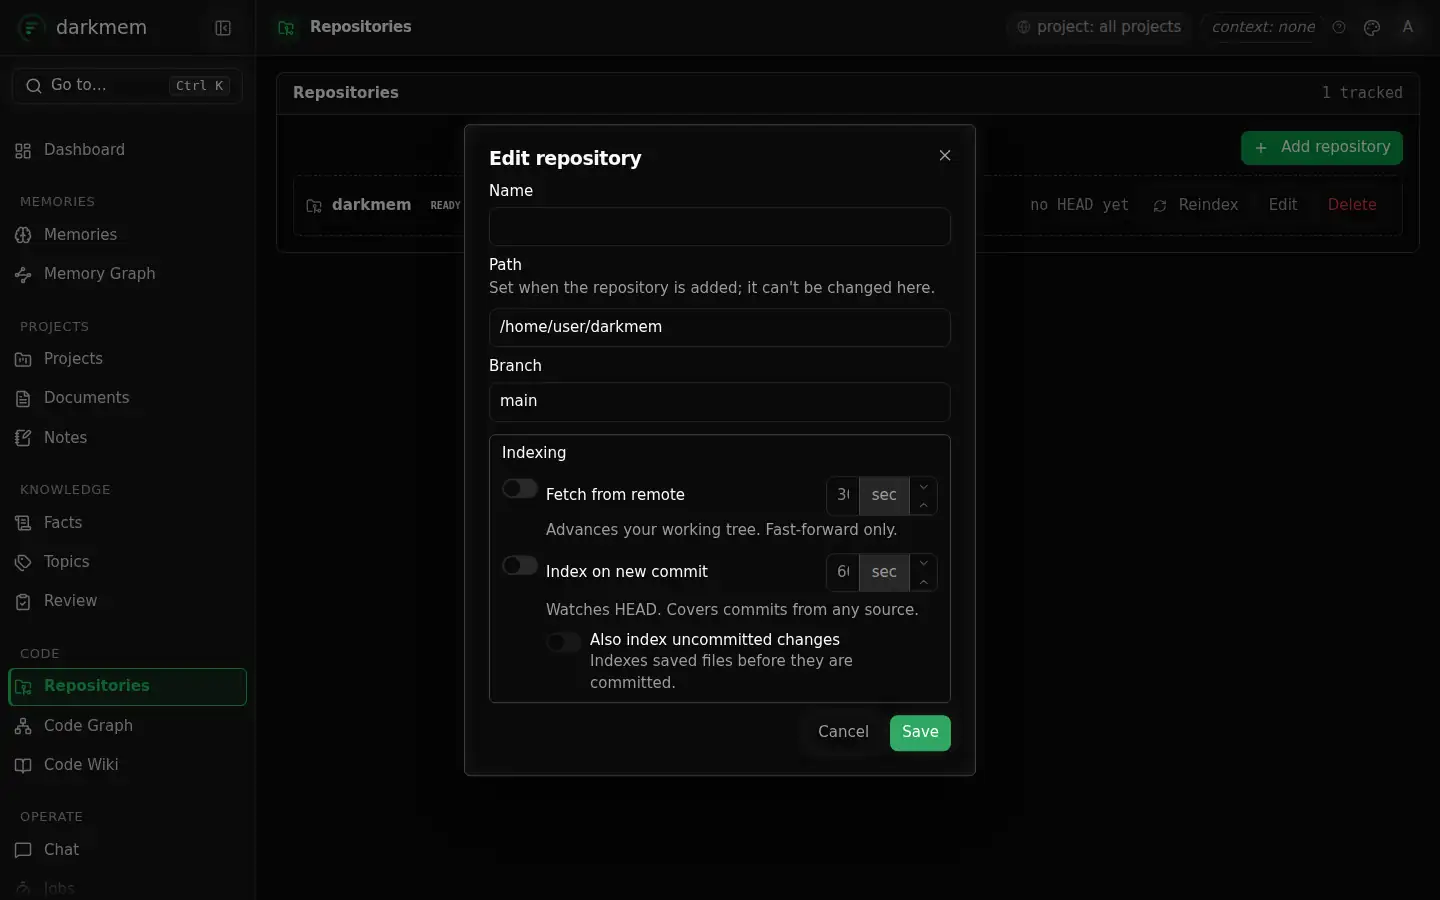 darkmem
Repositories
project: all projects
context: none
A
Go to...
Ctrl K
Dashboard
MEMORIES
Memories
Memory Graph
PROJECTS
Projects
Documents
Notes
KNOWLEDGE
Facts
Topics
Review
CODE
Repositories
Code Graph
Code Wiki
OPERATE
Chat
Jobs
Repositories
1 tracked
Add repository
darkmem
READY
no HEAD yet
Reindex
Edit
Delete
Edit repository
Name
Path
Set when the repository is added; it can't be changed here.
/home/user/darkmem
Branch
main
Indexing
Fetch from remote
sec
Advances your working tree. Fast-forward only.
Index on new commit
sec
Watches HEAD. Covers commits from any source.
Also index uncommitted changes
Indexes saved files before they are
committed.
Cancel
Save